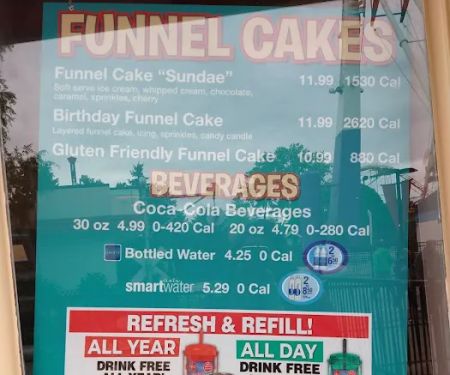 FUNNEL CAKES
Funnel Cake "Sundae" 11.99 1530 Cal
Soft serve ice cream, whipped cream, chocolate,
caramel, sprinkles, cherry
Birthday Funnel Cake 11.99 2620 Cal
Layered funnel cake, icing, sprinkles, candy candle
Gluten Friendly Funnel Cake 10.99 880 Cal
BEVERAGES
Coca-Cola Beverages
30 oz 4.99 0-420 Cal 20 oz 4.79 0-280 Cal
Bottled Water 4.25 0 Cal
smartwater 5.29 0 Cal
REFRESH & REFILL!
ALL YEAR ALL DAY
DRINK FREE DRINK FREE
ALL YEAR!